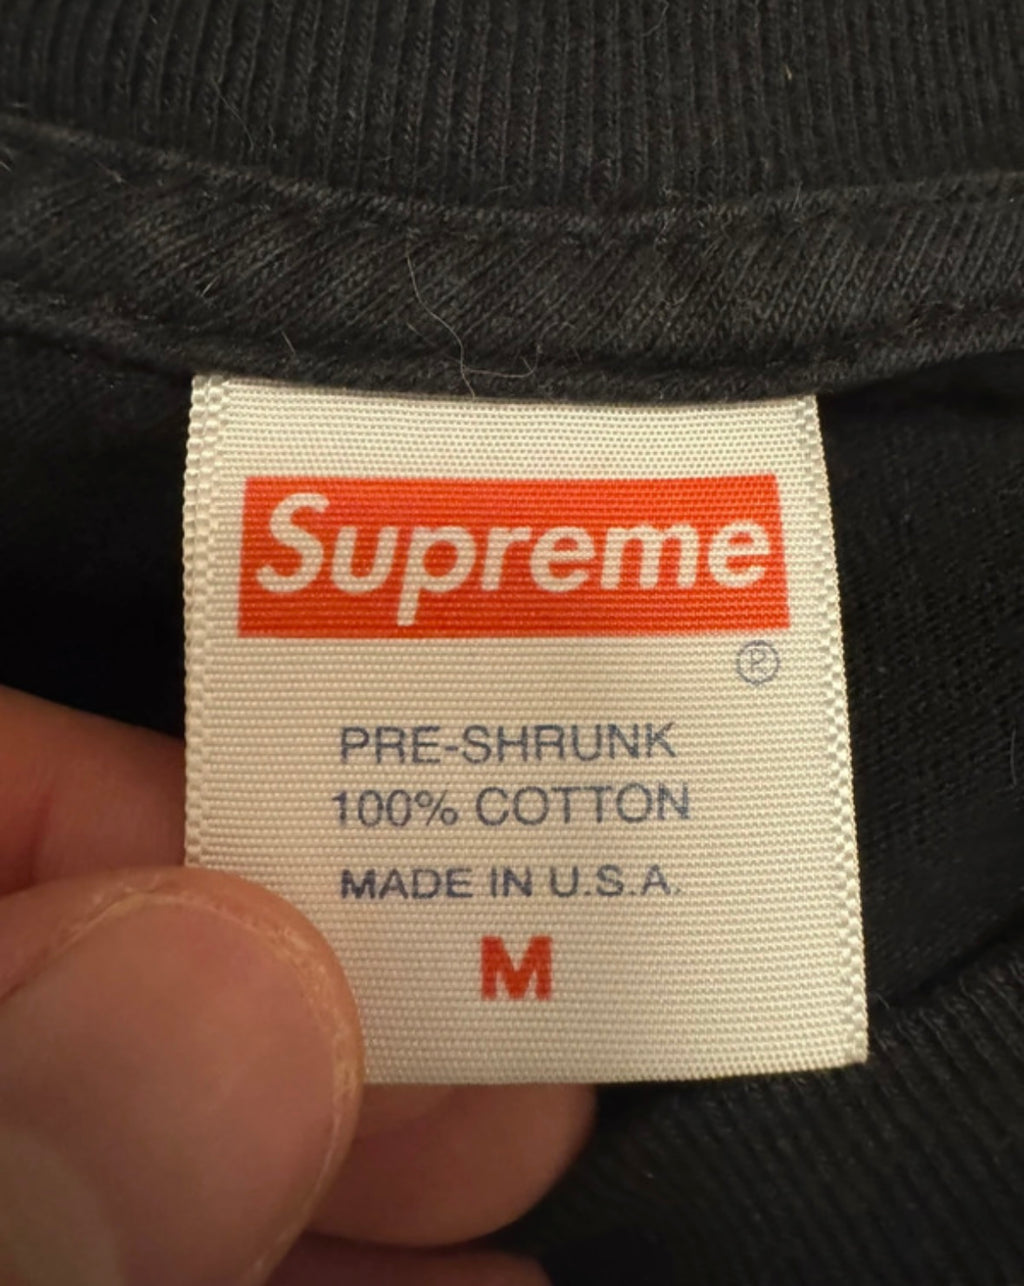 Supreme
®
PRE-SHRUNK
100% COTTON
MADE IN U.S.A.
M